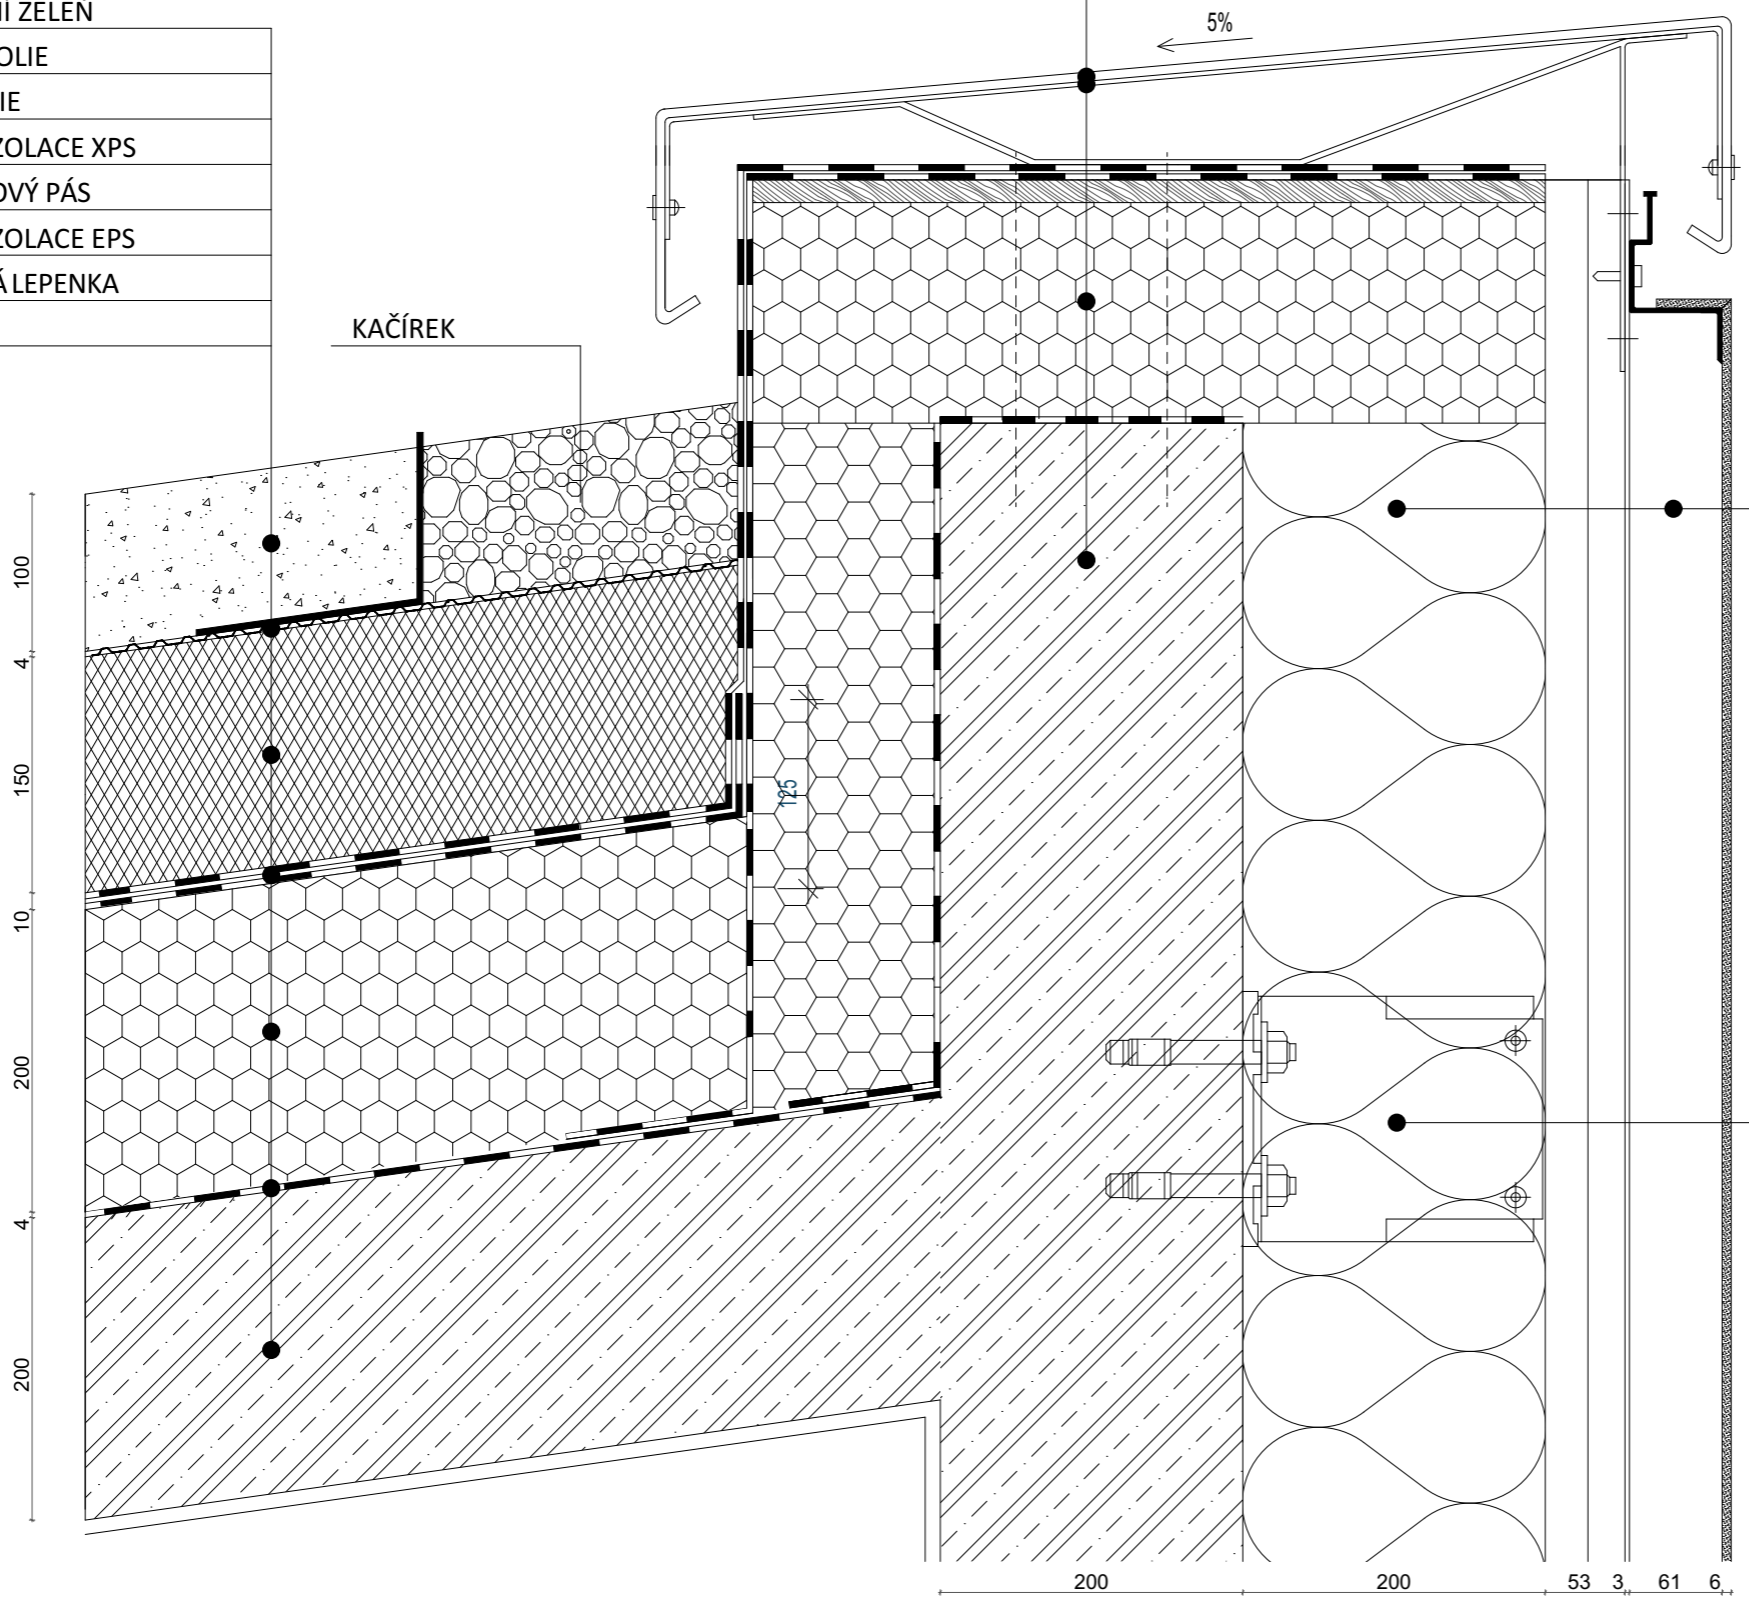 Í ZELEŇ
OLIE
IE
ZOLACE XPS
OVÝ PÁS
ZOLACE EPS
Á LEPENKA
KAČÍREK
5%
100
4
150
10
200
4
200
125
200 200 53 3 61 6